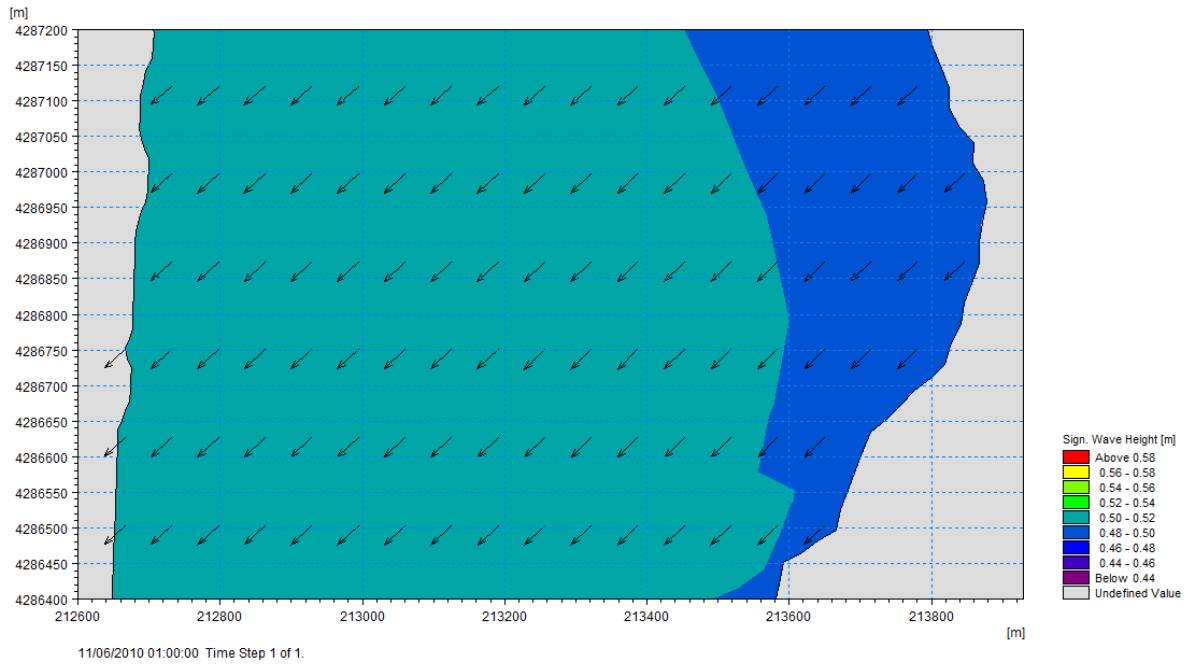 [m]
4287200
4287150
4287100
4287050
4287000
4286950
4286900
4286850
4286800
4286750
4286700
4286650
4286600
4286550
4286500
4286450
4286400
212600 212800 213000 213200 213400 213600 213800
[m]
11/06/2010 01:00:00 Time Step 1 of 1.
Sign. Wave Height [m]
Above 0.58
0.56 - 0.58
0.54 - 0.56
0.52 - 0.54
0.50 - 0.52
0.48 - 0.50
0.46 - 0.48
0.44 - 0.46
Below 0.44
Undefined Value